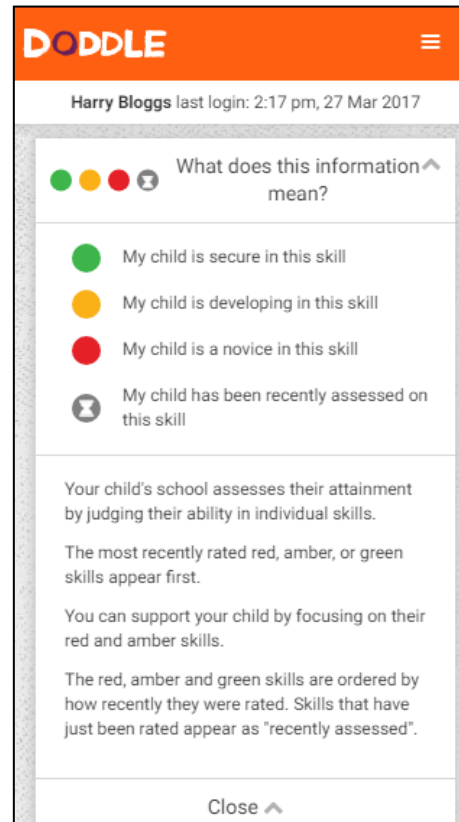 DODDLE
Harry Bloggs last login: 2:17 pm, 27 Mar 2017
What does this information
mean?
My child is secure in this skill
My child is developing in this skill
My child is a novice in this skill
My child has been recently assessed on
this skill
Your child's school assesses their attainment
by judging their ability in individual skills.
The most recently rated red, amber, or green
skills appear first.
You can support your child by focusing on their
red and amber skills.
The red, amber and green skills are ordered by
how recently they were rated. Skills that have
just been rated appear as "recently assessed".
Close